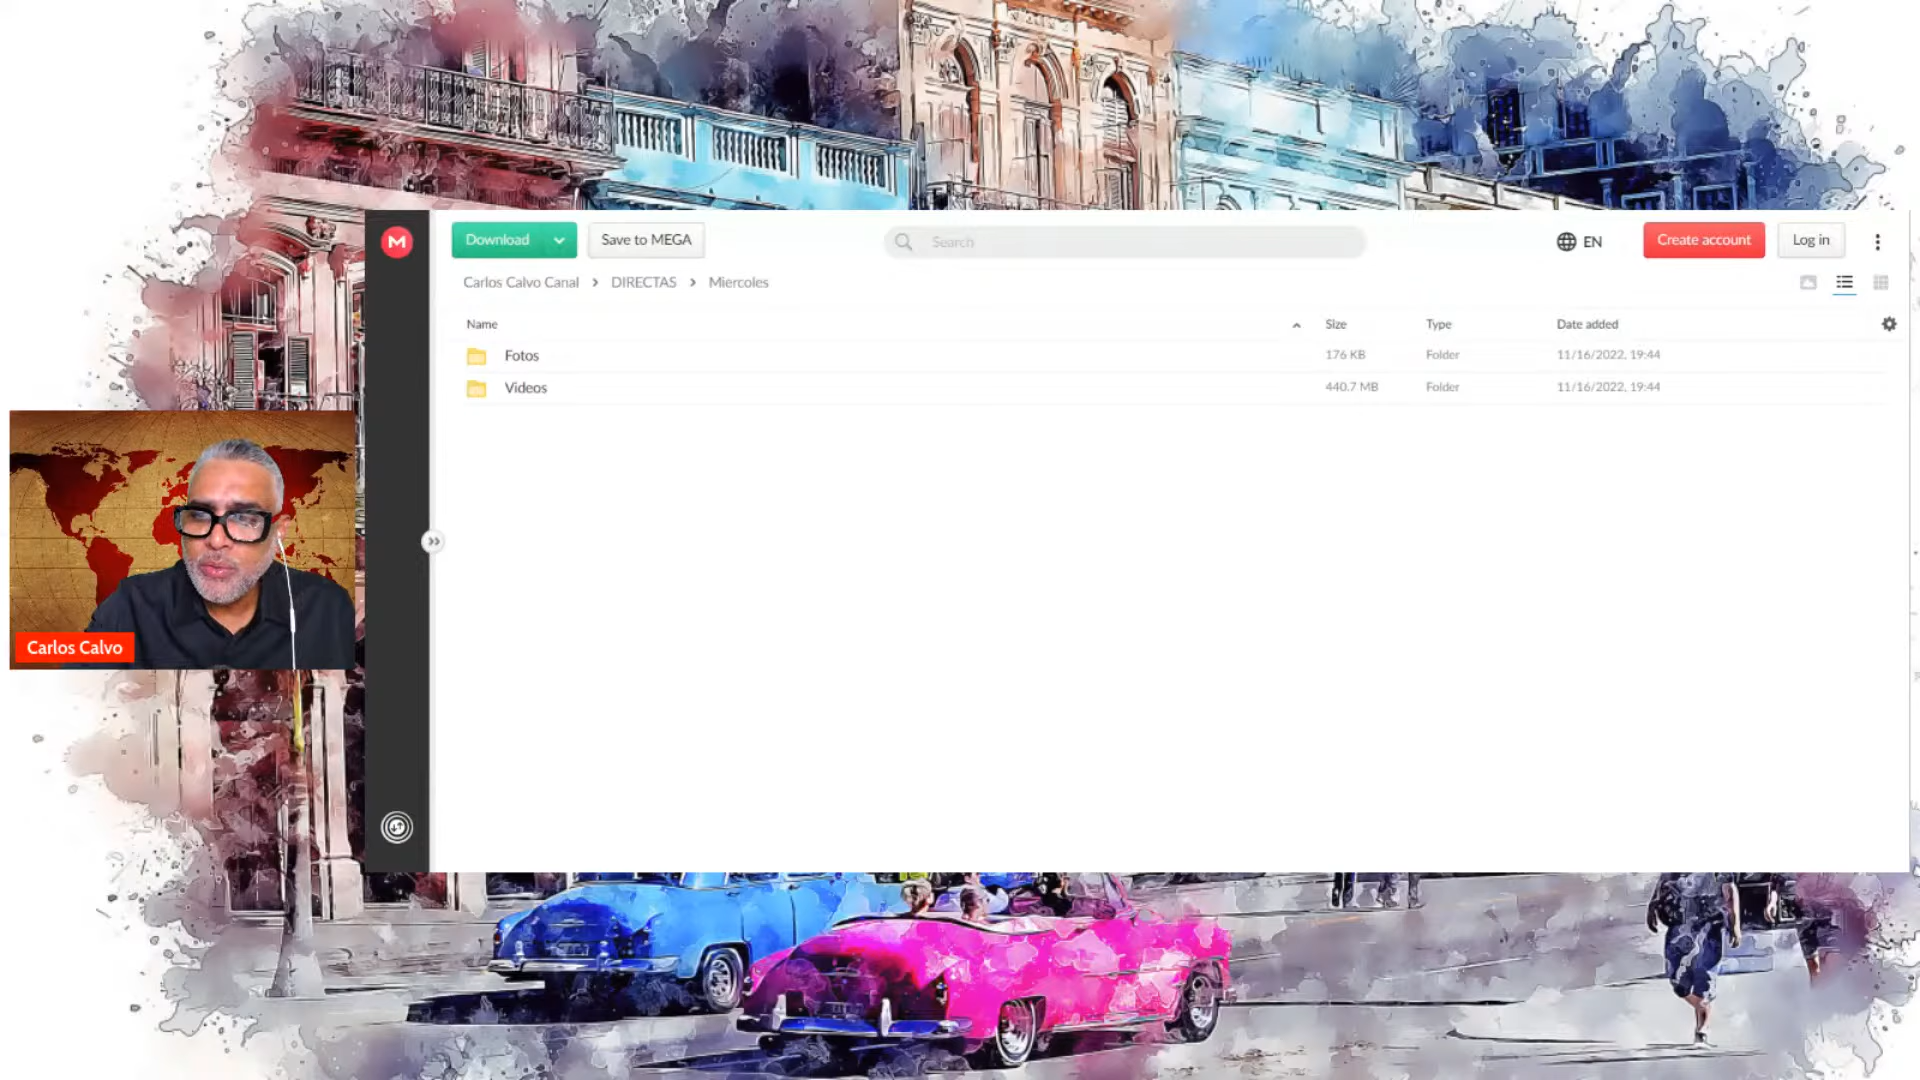 M Download Save to MEGA Search EN Create account Log in
Carlos Calvo Canal > DIRECTAS > Miercoles
Name Size Type Date added
Fotos 176 KB Folder 11/16/2022, 19:44
Videos 440.7 MB Folder 11/16/2022, 19:44
Carlos Calvo